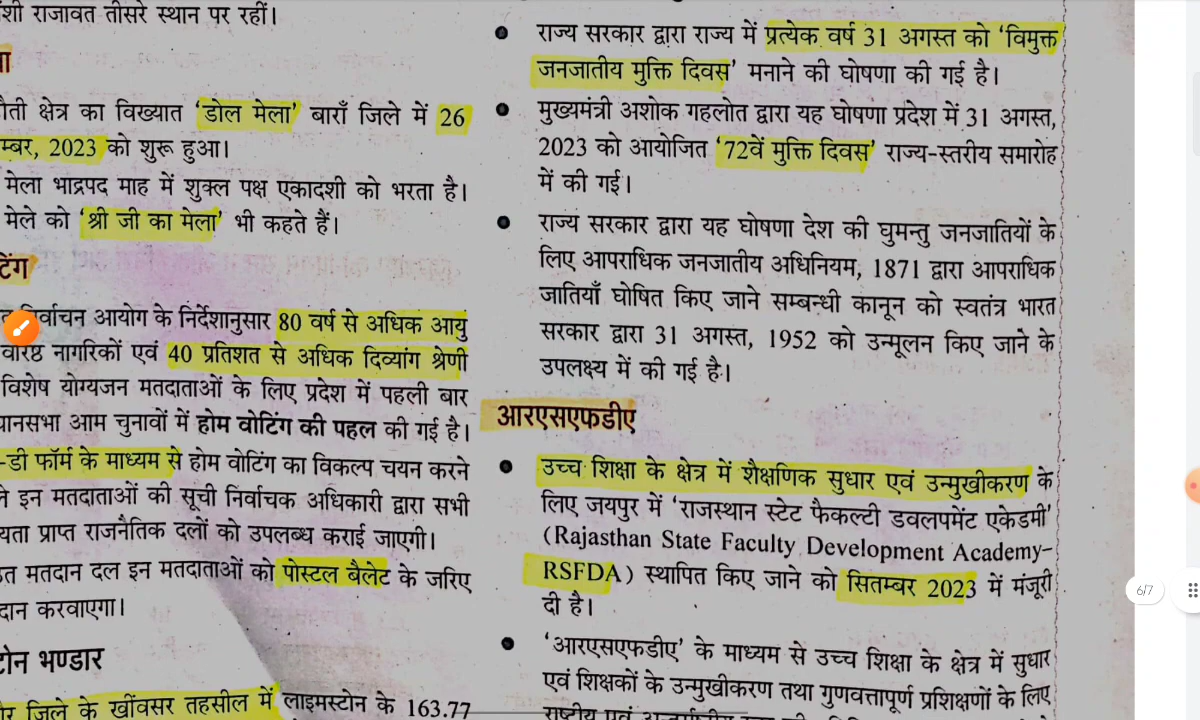 राजावत तीसरे स्थान पर रहीं।
क्षेत्र का विख्यात 'डोल मेला' बाराँ जिले में 26
2023 को शुरू हुआ।
मेला भाद्रपद माह में शुक्ल पक्ष एकादशी को भरता है।
मेले को 'श्री जी का मेला' भी कहते हैं।
निर्वाचन आयोग के निर्देशानुसार 80 वर्ष से अधिक आयु
नागरिकों एवं 40 प्रतिशत से अधिक दिव्यांग श्रेणी
विशेष योग्यजन मतदाताओं के लिए प्रदेश में पहली बार
आम चुनावों में होम वोटिंग की पहल की गई है।
-डी फॉर्म के माध्यम से होम वोटिंग का विकल्प चयन करने
इन मतदाताओं की सूची निर्वाचक अधिकारी द्वारा सभी
प्राप्त राजनैतिक दलों को उपलब्ध कराई जाएगी।
मतदान दल इन मतदाताओं को पोस्टल बैलेट के जरिए
करवाएगा।
भण्डार
जिले के खींवसर तहसील में लाइमस्टोन के 163.77
राज्य सरकार द्वारा राज्य में प्रत्येक वर्ष 31 अगस्त को 'विमुक्त
जनजातीय मुक्ति दिवस' मनाने की घोषणा की गई है।
मुख्यमंत्री अशोक गहलोत द्वारा यह घोषणा प्रदेश में 31 अगस्त,
2023 को आयोजित '72वें मुक्ति दिवस' राज्य-स्तरीय समारोह
में की गई।
राज्य सरकार द्वारा यह घोषणा देश की घुमन्तु जनजातियों के
लिए आपराधिक जनजातीय अधिनियम, 1871 द्वारा आपराधिक
जातियाँ घोषित किए जाने सम्बन्धी कानून को स्वतंत्र भारत
सरकार द्वारा 31 अगस्त, 1952 को उन्मूलन किए जाने के
उपलक्ष्य में की गई है।
आरएसएफडीए
उच्च शिक्षा के क्षेत्र में शैक्षणिक सुधार एवं उन्मुखीकरण के
लिए जयपुर में 'राजस्थान स्टेट फैकल्टी डवलपमेंट एकेडमी'
(Rajasthan State Faculty Development Academy-
RSFDA) स्थापित किए जाने को सितम्बर 2023 में मंजूरी
दी है।
'आरएसएफडीए' के माध्यम से उच्च शिक्षा के क्षेत्र में सुधार
एवं शिक्षकों के उन्मुखीकरण तथा गुणवत्तापूर्ण प्रशिक्षणों के लिए
6/7